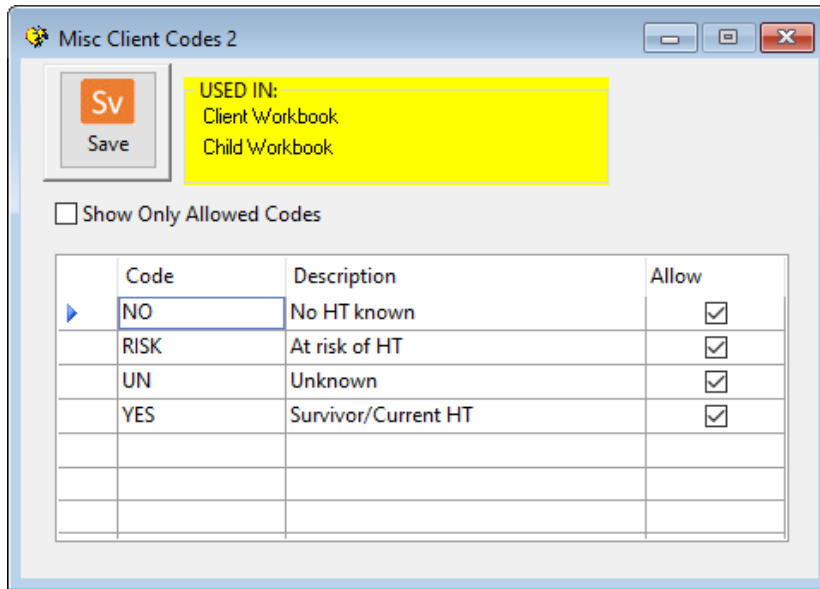 Misc Client Codes 2
Sv
Save
USED IN:
Client Workbook
Child Workbook
Show Only Allowed Codes
Code Description Allow
NO No HT known
RISK At risk of HT
UN Unknown
YES Survivor/Current HT